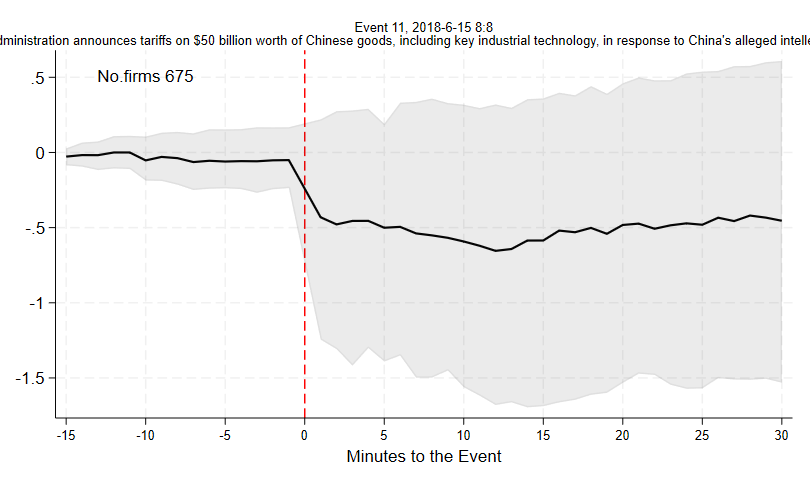 Event 11, 2018-6-15 8:8
announces tariffs on $50 billion worth of Chinese goods, including key industrial technology, in response to China's alleged
No.firms 675
.5
0
-.5
-1
-1.5
-15 -10 -5 0 5 10 15 20 25 30
Minutes to the Event